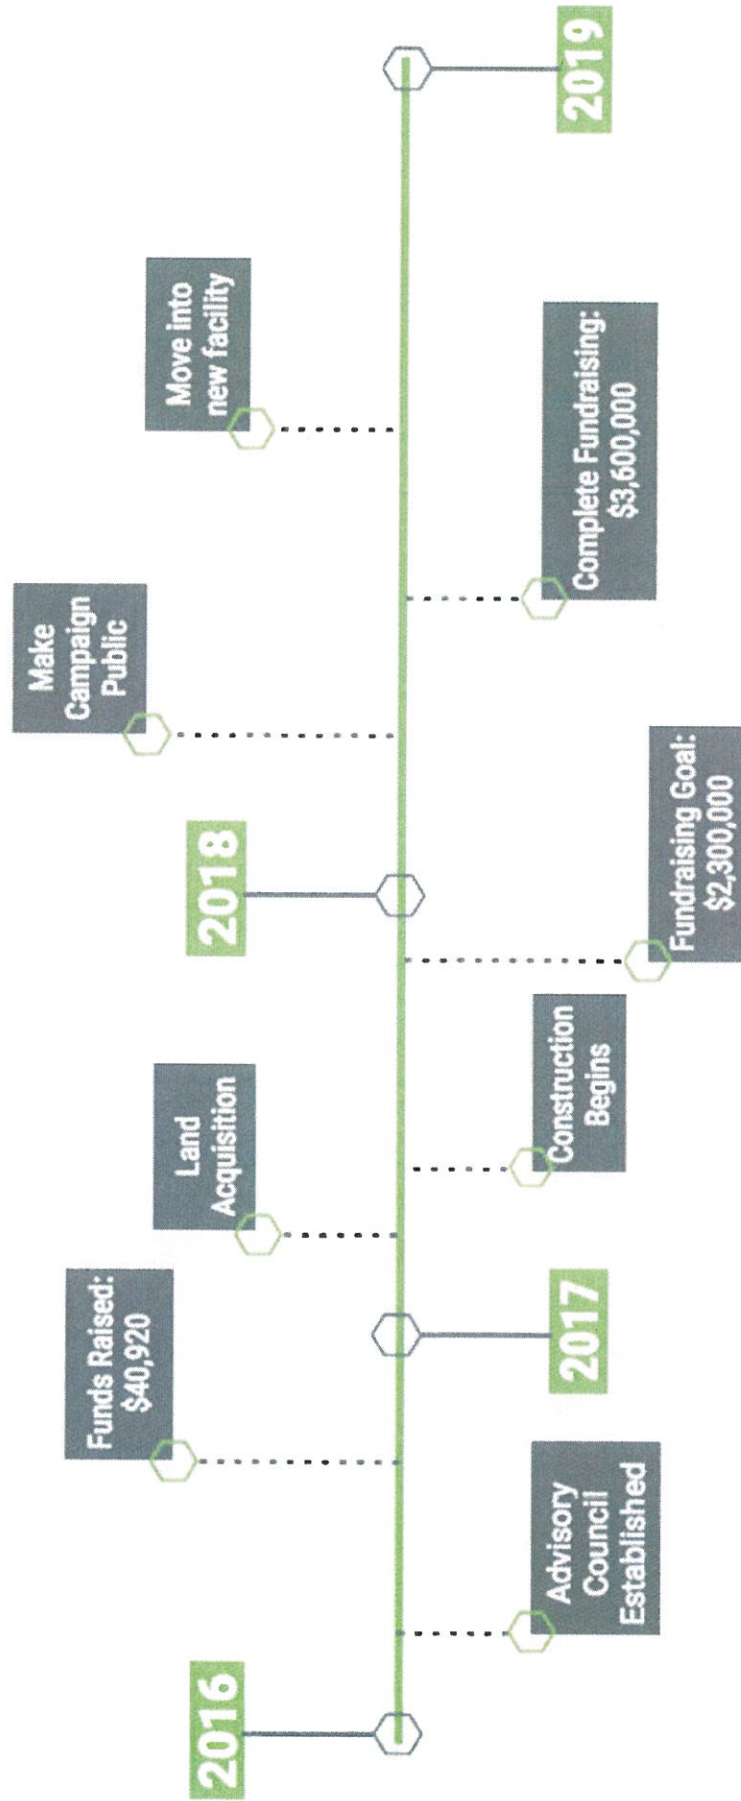 2016
Advisory
Council
Established
Funds Raised:
$40,920
2017
Land
Acquisition
Construction
Begins
Fundraising Goal:
$2,300,000
2018
Make
Campaign
Public
Complete Fundraising:
$3,600,000
Move into
new facility
2019